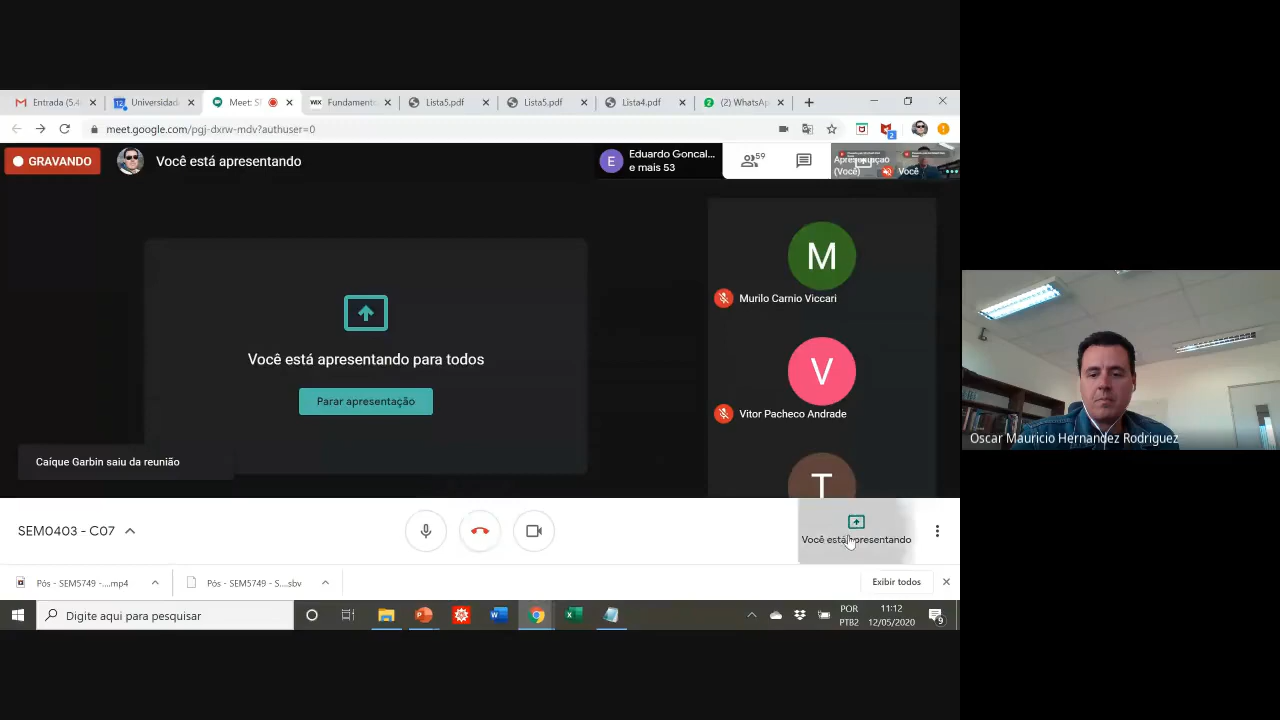 Entrada (5.4
Universidad
Meet: S
Fundament
Lista5.pdf
Lista5.pdf
Lista4.pdf
(2) WhatsAp
meet.google.com/pgj-dxrw-mdv?authuser=0
GRAVANDO
Você está apresentando
E
Eduardo Goncal...
e mais 53
59
Apresentação
(Você)
Você
M
Murilo Carnio Viccari
Você está apresentando para todos
V
Parar apresentação
Vitor Pacheco Andrade
Oscar Mauricio Hernandez Rodriguez
Caíque Garbin saiu da reunião
T
SEM0403 - C07
Você está apresentando
Pós - SEM5749 -....mp4
Pós - SEM5749 - S....sbv
Exibir todos
Digite aqui para pesquisar
POR
PTB2
11:12
12/05/2020
9